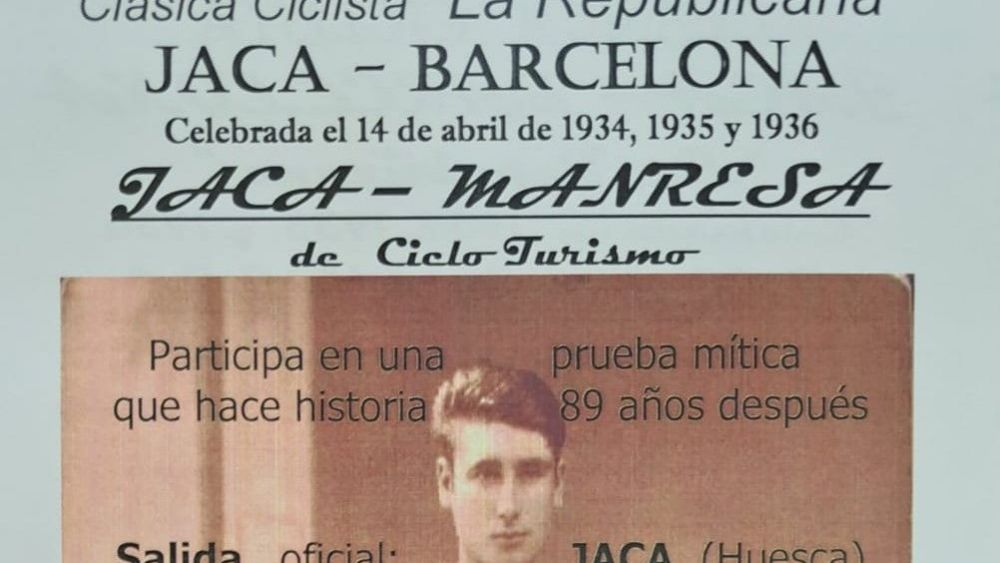 Clásica Ciclista "La Republicana"
JACA - BARCELONA
Celebrada el 14 de abril de 1934, 1935 y 1936
JACA - MANRESA
de Ciclo Turismo
Participa en una prueba mítica
que hace historia 89 años después
Salida oficial: JACA (Huesca)